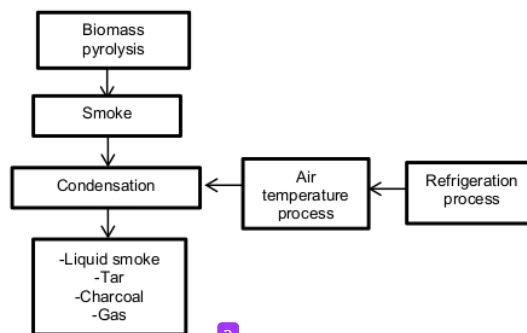 Biomass
pyrolysis
Smoke
Condensation
Air
temperature
process
Refrigeration
process
-Liquid smoke
-Tar
-Charcoal
-Gas